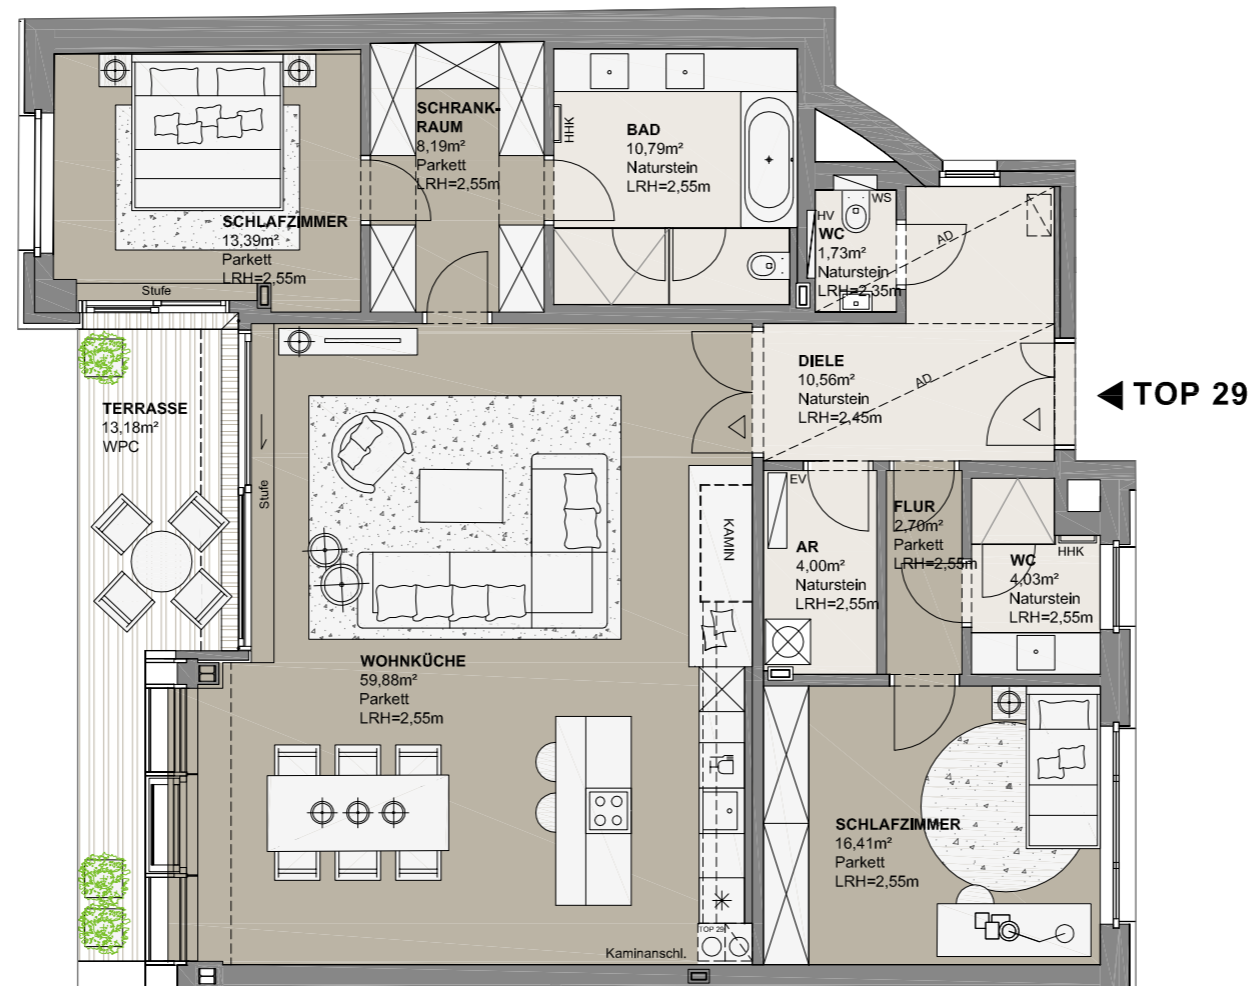 SCHRANK-
RAUM
8,19m²
Parkett
LRH=2,55m
HHK
BAD
10,79m²
Naturstein
LRH=2,55m
SCHLAFZIMMER
13,39m²
Parkett
LRH=2,55m
Stufe
WS
HV
WC
1,73m²
Naturstein
LRH=2,35m
AD
DIELE
10,56m²
Naturstein
LRH=2,45m
AD
TOP 29
TERRASSE
13,18m²
WPC
Stufe
KAMIN
EV
AR
4,00m²
Naturstein
LRH=2,55m
FLUR
2,70m²
Parkett
LRH=2,55m
HHK
WC
4,03m²
Naturstein
LRH=2,55m
WOHNKÜCHE
59,88m²
Parkett
LRH=2,55m
SCHLAFZIMMER
16,41m²
Parkett
LRH=2,55m
TOP 29
Kaminanschl.